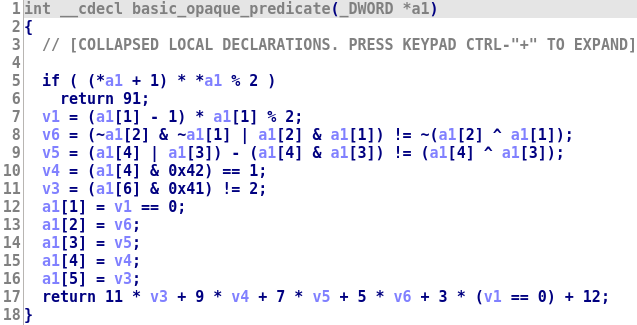 1 int __cdecl basic_opaque_predicate(_DWORD *a1)
2 {
3 // [COLLAPSED LOCAL DECLARATIONS. PRESS KEYPAD CTRL-"+" TO EXPAND]
4
5 if ( (*a1 + 1) * *a1 % 2 )
6 return 91;
7 v1 = (a1[1] - 1) * a1[1] % 2;
8 v6 = (~a1[2] & ~a1[1] | a1[2] & a1[1]) != ~(a1[2] ^ a1[1]);
9 v5 = (a1[4] | a1[3]) - (a1[4] & a1[3]) != (a1[4] ^ a1[3]);
10 v4 = (a1[4] & 0x42) == 1;
11 v3 = (a1[6] & 0x41) != 2;
12 a1[1] = v1 == 0;
13 a1[2] = v6;
14 a1[3] = v5;
15 a1[4] = v4;
16 a1[5] = v3;
17 return 11 * v3 + 9 * v4 + 7 * v5 + 5 * v6 + 3 * (v1 == 0) + 12;
18 }